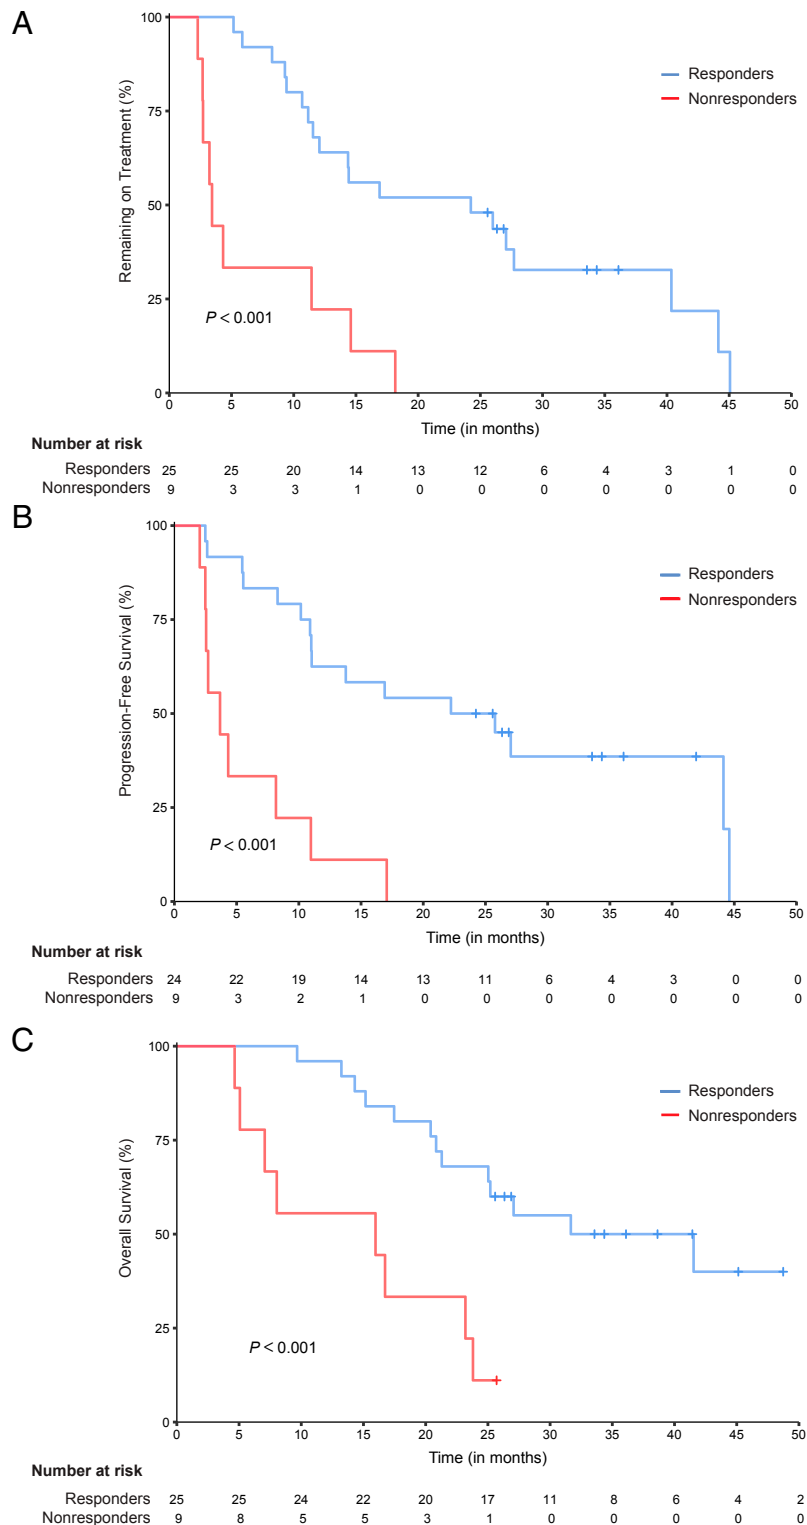 A
Remaining on Treatment (%)
100
75
50
25
0
Responders
Nonresponders
P < 0.001
0 5 10 15 20 25 30 35 40 45 50
Time (in months)
Number at risk
Responders 25 25 20 14 13 12 6 4 3 1 0
Nonresponders 9 3 3 1 0 0 0 0 0 0 0
B
Progression-Free Survival (%)
100
75
50
25
0
Responders
Nonresponders
P < 0.001
0 5 10 15 20 25 30 35 40 45 50
Time (in months)
Number at risk
Responders 24 22 19 14 13 11 6 4 3 0 0
Nonresponders 9 3 2 1 0 0 0 0 0 0 0
C
Overall Survival (%)
100
75
50
25
0
Responders
Nonresponders
P < 0.001
0 5 10 15 20 25 30 35 40 45 50
Time (in months)
Number at risk
Responders 25 25 24 22 20 17 11 8 6 4 2
Nonresponders 9 8 5 5 3 1 0 0 0 0 0